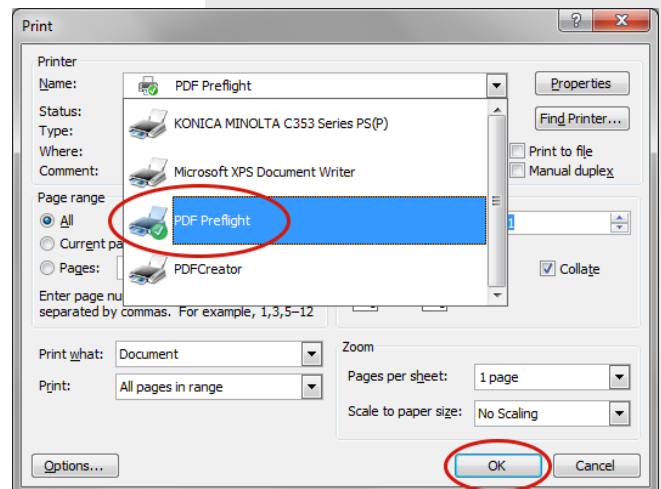 Print
?
X
Printer
Name:
PDF Preflight
Properties
Status:
KONICA MINOLTA C353 Series PS(P)
Find Printer...
Type:
Where:
Print to file
Comment:
Microsoft XPS Document Writer
Manual duplex
Page range
All
PDF Preflight
1
Current pa
Pages:
PDFCreator
Collate
Enter page nu
separated by commas. For example, 1,3,5–12
Print what:
Document
Zoom
Pages per sheet:
1 page
Print:
All pages in range
Scale to paper size:
No Scaling
Options...
OK
Cancel